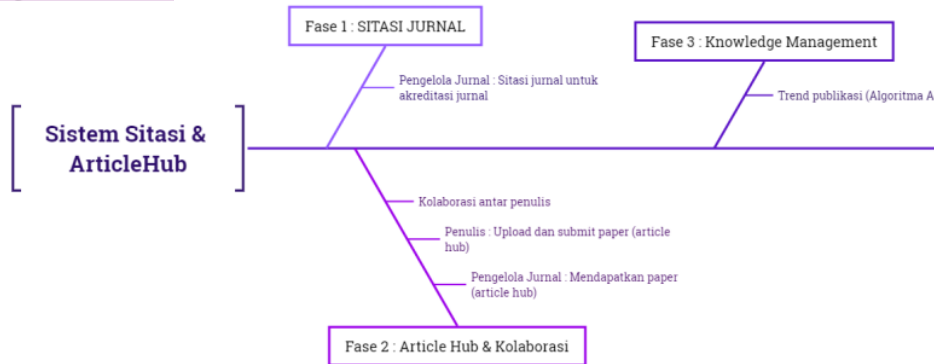 Fase 1 : SITASI JURNAL
Pengelola Jurnal : Sitasi jurnal untuk
akreditasi jurnal
Fase 3 : Knowledge Management
Trend publikasi (Algoritma A
Sistem Sitasi &
ArticleHub
Kolaborasi antar penulis
Penulis : Upload dan submit paper (article
hub)
Pengelola Jurnal : Mendapatkan paper
(article hub)
Fase 2 : Article Hub & Kolaborasi